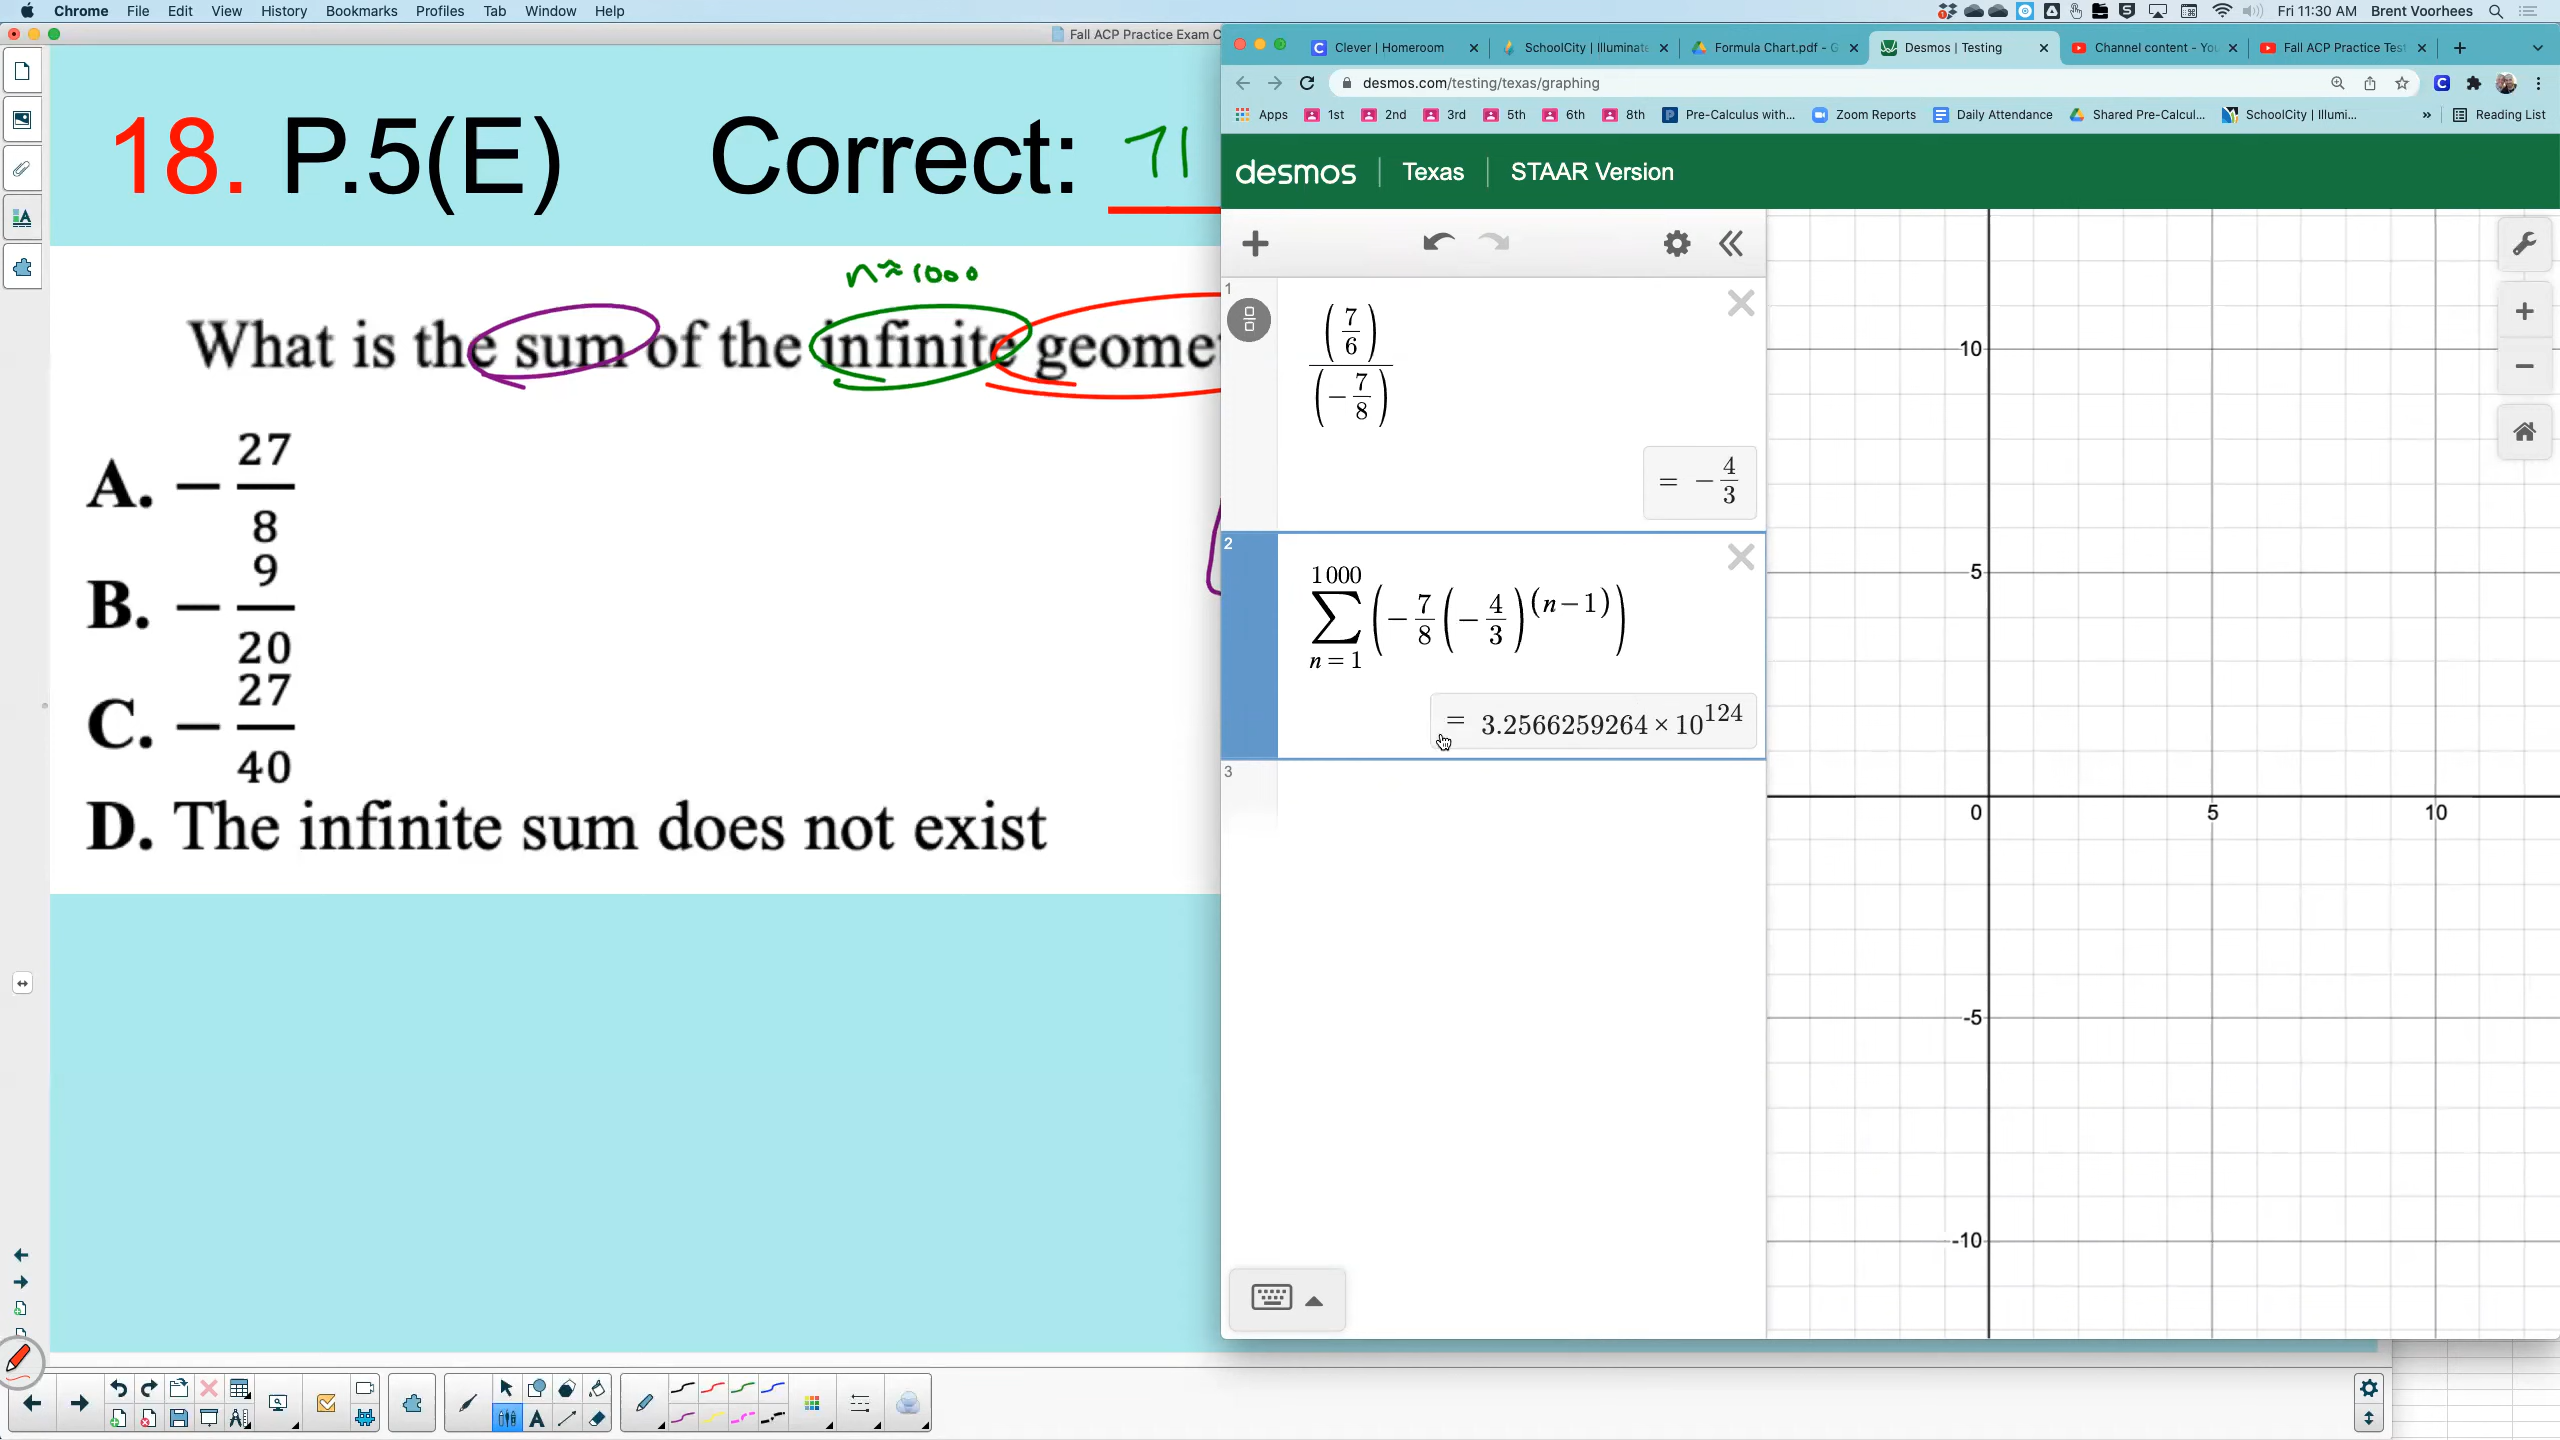 Chrome File Edit View History Bookmarks Profiles Tab Window Help
Fri 11:30 AM Brent Voorhees
Fall ACP Practice Exam C
Clever | Homeroom
SchoolCity | Illuminate
Formula Chart.pdf - G
Desmos | Testing
Channel content - You
Fall ACP Practice Test
desmos.com/testing/texas/graphing
Apps 1st 2nd 3rd 5th 6th 8th Pre-Calculus with... Zoom Reports Daily Attendance Shared Pre-Calcul... SchoolCity | Illumi... » Reading List
desmos Texas STAAR Version
18. P.5(E) Correct: 71
n≈1000
What is the sum of the infinite geome
A. − 27/8
B. − 9/20
C. − 27/40
D. The infinite sum does not exist
1
(7/6)
(−7/8)
= −4/3
2
1000
∑ (−7/8(−4/3)^(n−1))
n = 1
= 3.2566259264 × 10^124
3
10
5
0 5 10
-5
-10